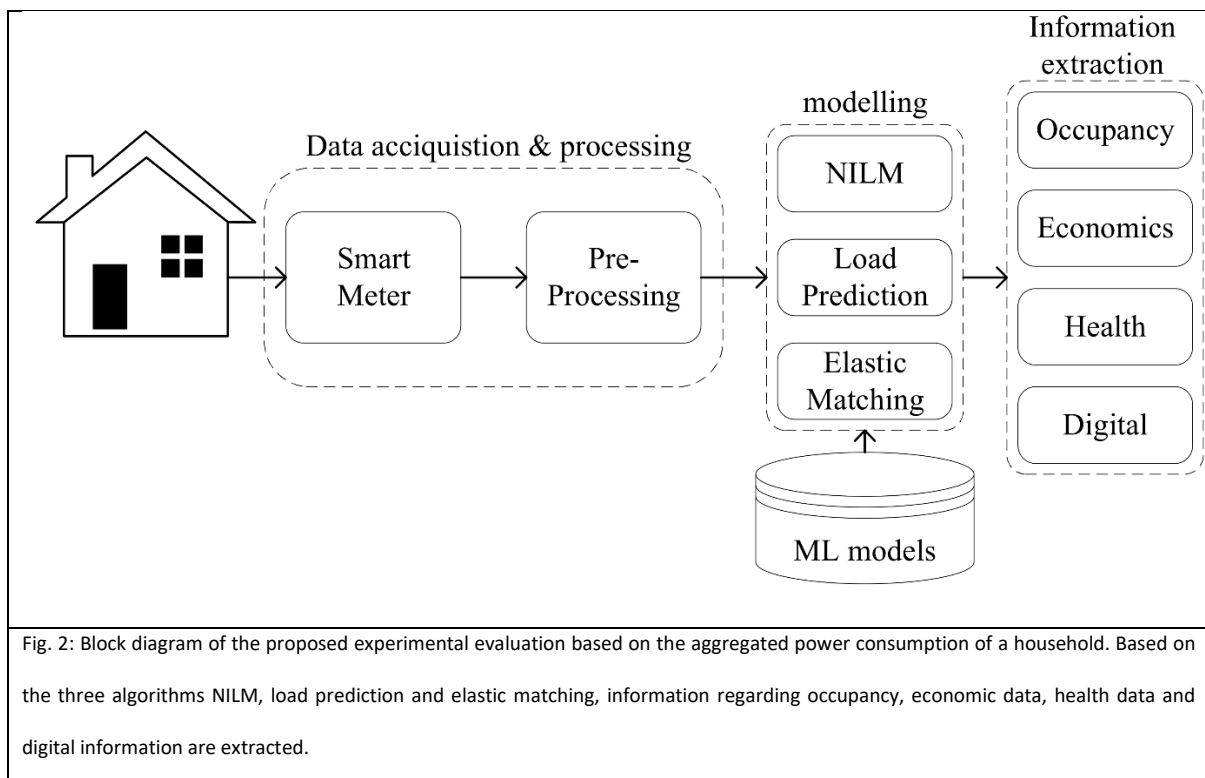 Information
extraction
Occupancy
Economics
Health
Digital
modelling
NILM
Load
Prediction
Elastic
Matching
Data acciquistion & processing
Smart
Meter
Pre-
Processing
ML models
Fig. 2: Block diagram of the proposed experimental evaluation based on the aggregated power consumption of a household. Based on
the three algorithms NILM, load prediction and elastic matching, information regarding occupancy, economic data, health data and
digital information are extracted.